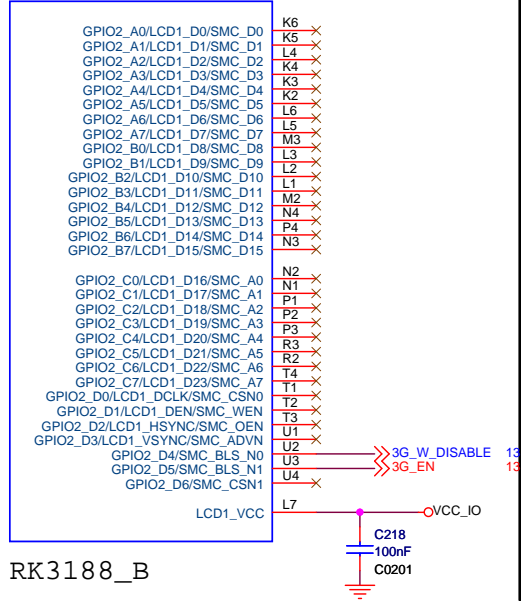 GPIO2_A0/LCD1_D0/SMC_D0 K6
GPIO2_A1/LCD1_D1/SMC_D1 K5
GPIO2_A2/LCD1_D2/SMC_D2 L4
GPIO2_A3/LCD1_D3/SMC_D3 K4
GPIO2_A4/LCD1_D4/SMC_D4 K3
GPIO2_A5/LCD1_D5/SMC_D5 K2
GPIO2_A6/LCD1_D6/SMC_D6 L6
GPIO2_A7/LCD1_D7/SMC_D7 L5
GPIO2_B0/LCD1_D8/SMC_D8 M3
GPIO2_B1/LCD1_D9/SMC_D9 L3
GPIO2_B2/LCD1_D10/SMC_D10 L2
GPIO2_B3/LCD1_D11/SMC_D11 L1
GPIO2_B4/LCD1_D12/SMC_D12 M2
GPIO2_B5/LCD1_D13/SMC_D13 N4
GPIO2_B6/LCD1_D14/SMC_D14 P4
GPIO2_B7/LCD1_D15/SMC_D15 N3
GPIO2_C0/LCD1_D16/SMC_A0 N2
GPIO2_C1/LCD1_D17/SMC_A1 N1
GPIO2_C2/LCD1_D18/SMC_A2 P1
GPIO2_C3/LCD1_D19/SMC_A3 P2
GPIO2_C4/LCD1_D20/SMC_A4 P3
GPIO2_C5/LCD1_D21/SMC_A5 R3
GPIO2_C6/LCD1_D22/SMC_A6 R2
GPIO2_C7/LCD1_D23/SMC_A7 T4
GPIO2_D0/LCD1_DCLK/SMC_CSN0 T1
GPIO2_D1/LCD1_DEN/SMC_WEN T2
GPIO2_D2/LCD1_HSYNC/SMC_OEN T3
GPIO2_D3/LCD1_VSYNC/SMC_ADVN U1
GPIO2_D4/SMC_BLS_N0 U2 3G_W_DISABLE 13
GPIO2_D5/SMC_BLS_N1 U3 3G_EN 13
GPIO2_D6/SMC_CSN1 U4
LCD1_VCC L7 VCC_IO
C218
100nF
C0201
RK3188_B